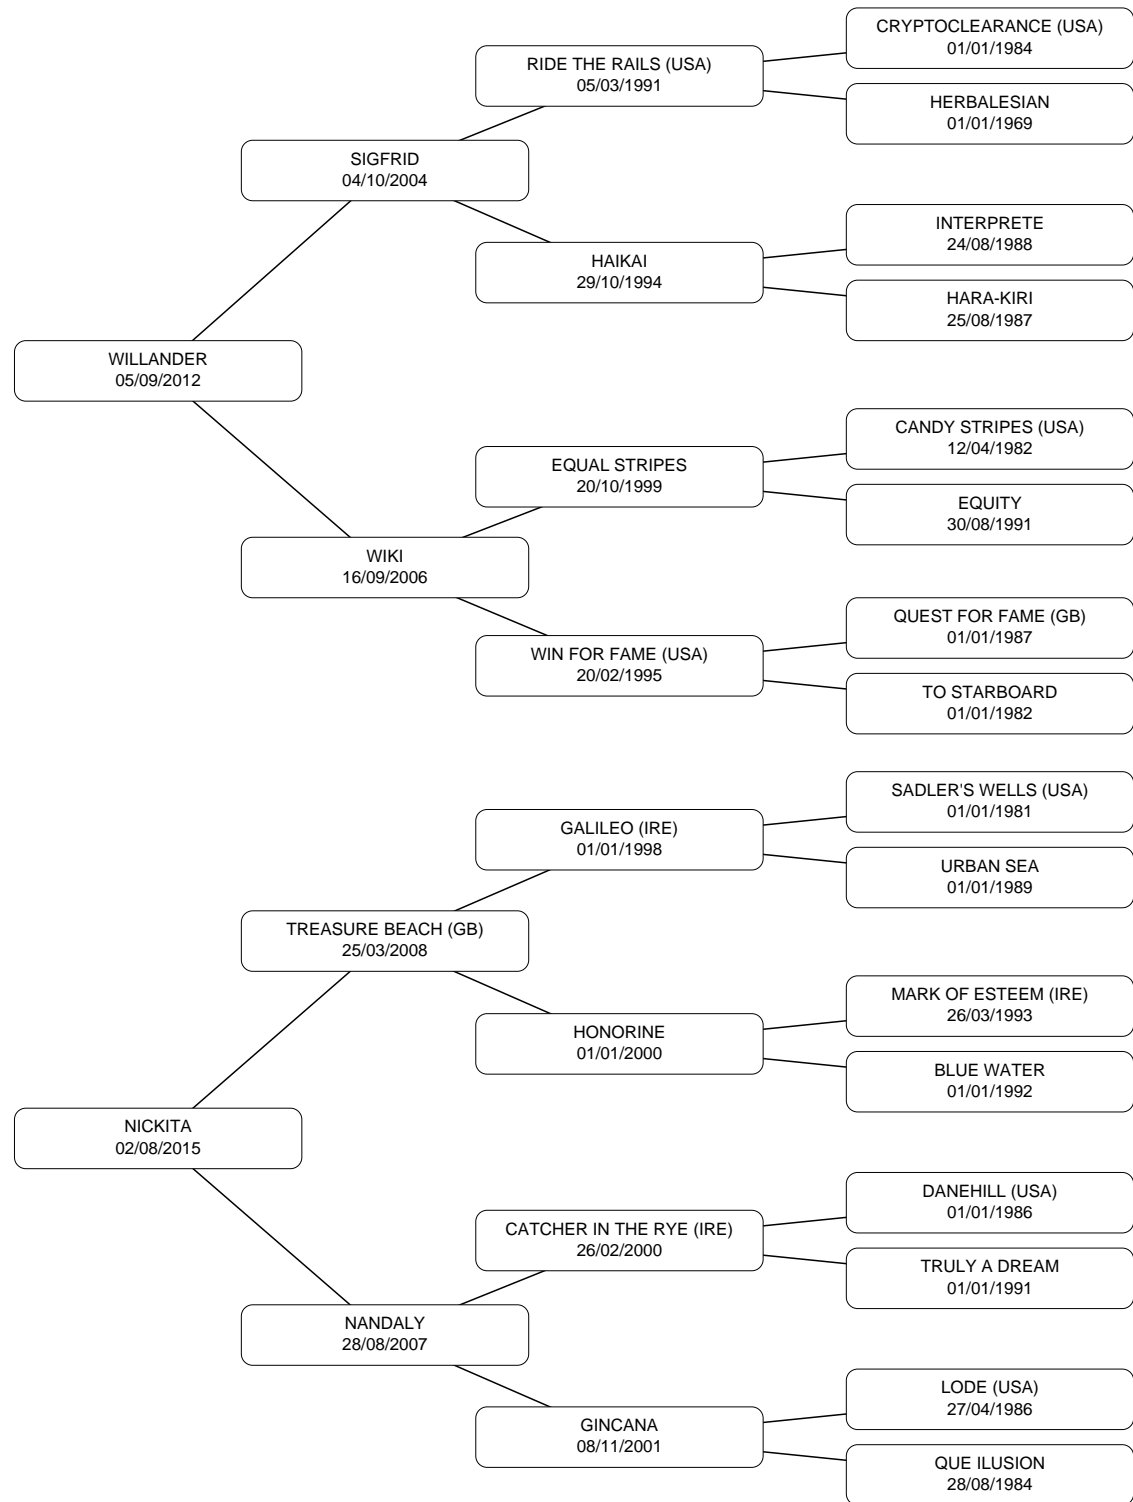 CRYPTOCLEARANCE (USA)
01/01/1984
RIDE THE RAILS (USA)
05/03/1991
HERBALESIAN
01/01/1969
SIGFRID
04/10/2004
INTERPRETE
24/08/1988
HAIKAI
29/10/1994
HARA-KIRI
25/08/1987
WILLANDER
05/09/2012
CANDY STRIPES (USA)
12/04/1982
EQUAL STRIPES
20/10/1999
EQUITY
30/08/1991
WIKI
16/09/2006
QUEST FOR FAME (GB)
01/01/1987
WIN FOR FAME (USA)
20/02/1995
TO STARBOARD
01/01/1982
SADLER'S WELLS (USA)
01/01/1981
GALILEO (IRE)
01/01/1998
URBAN SEA
01/01/1989
TREASURE BEACH (GB)
25/03/2008
MARK OF ESTEEM (IRE)
26/03/1993
HONORINE
01/01/2000
BLUE WATER
01/01/1992
NICKITA
02/08/2015
DANEHILL (USA)
01/01/1986
CATCHER IN THE RYE (IRE)
26/02/2000
TRULY A DREAM
01/01/1991
NANDALY
28/08/2007
LODE (USA)
27/04/1986
GINCANA
08/11/2001
QUE ILUSION
28/08/1984